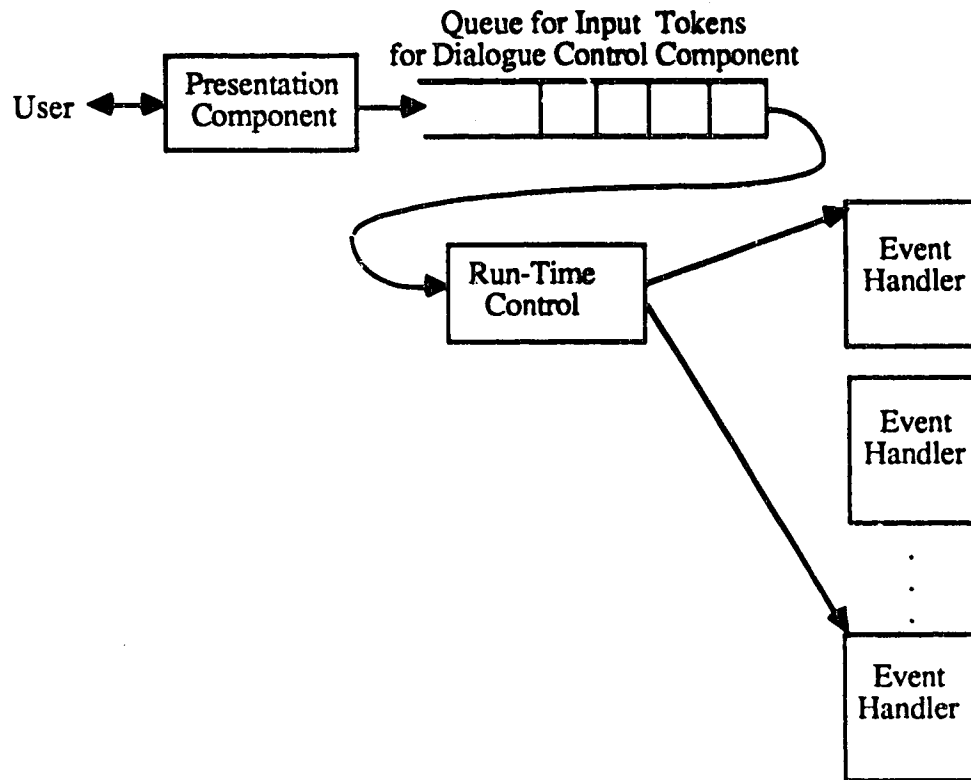 Queue for Input Tokens
for Dialogue Control Component
User
Presentation
Component
Run-Time
Control
Event
Handler
Event
Handler
Event
Handler